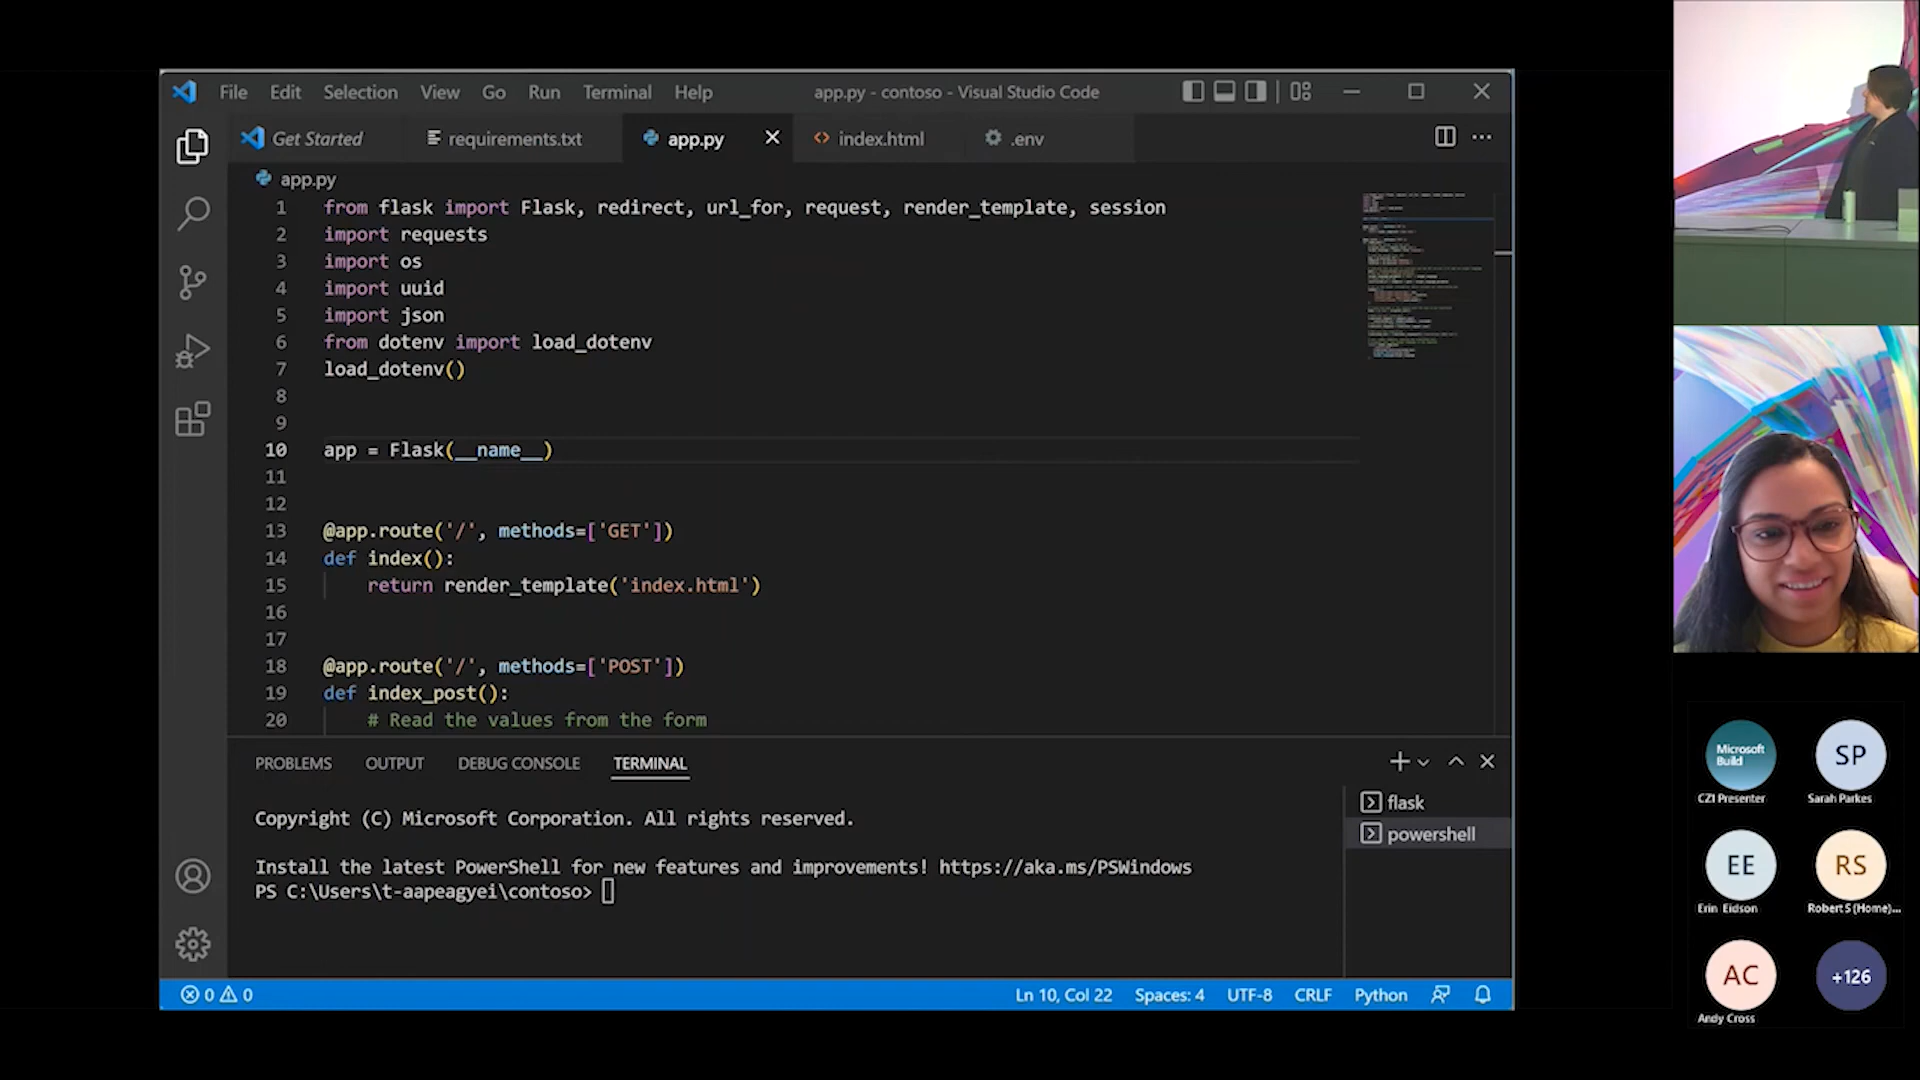 File Edit Selection View Go Run Terminal Help app.py - contoso - Visual Studio Code
Get Started requirements.txt app.py index.html .env
app.py
1 from flask import Flask, redirect, url_for, request, render_template, session
2 import requests
3 import os
4 import uuid
5 import json
6 from dotenv import load_dotenv
7 load_dotenv()
8
9
10 app = Flask(__name__)
11
12
13 @app.route('/', methods=['GET'])
14 def index():
15 return render_template('index.html')
16
17
18 @app.route('/', methods=['POST'])
19 def index_post():
20 # Read the values from the form
PROBLEMS OUTPUT DEBUG CONSOLE TERMINAL
Copyright (C) Microsoft Corporation. All rights reserved.
Install the latest PowerShell for new features and improvements! https://aka.ms/PSWindows
PS C:\Users\t-aapeagyei\contoso>
flask
powershell
0 0 Ln 10, Col 22 Spaces: 4 UTF-8 CRLF Python
Microsoft
Build
CZI Presenter
SP
Sarah Parkes
EE
Erin Eidson
RS
Robert S (Home)...
AC
Andy Cross
+126